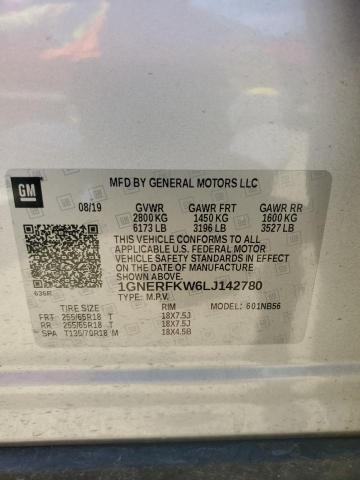 GM
MFD BY GENERAL MOTORS LLC
08/19 GVWR GAWR FRT GAWR RR
2800 KG 1450 KG 1600 KG
6173 LB 3196 LB 3527 LB
THIS VEHICLE CONFORMS TO ALL
APPLICABLE U.S. FEDERAL MOTOR
VEHICLE SAFETY STANDARDS IN EFFECT
ON THE DATE OF MANUFACTURE
SHOWN ABOVE.
636R 1GNERFKW6LJ142780
TYPE: M.P.V.
TIRE SIZE RIM MODEL: 601NB56
FRT 255/65R18 T 18X7.5J
RR 255/65R18 T 18X7.5J
SPA T135/70R18 M 18X4.5B